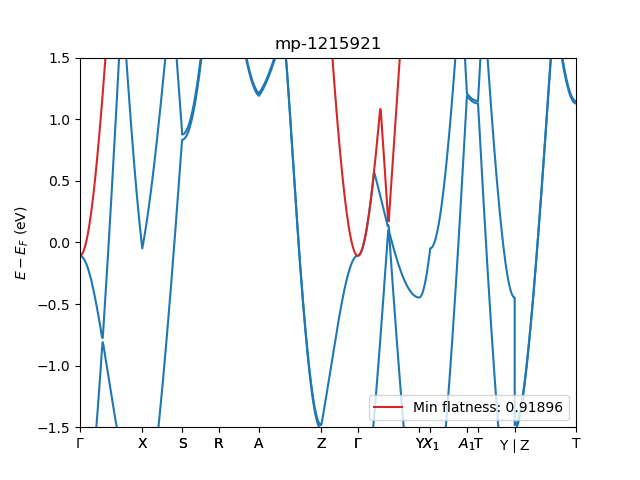 mp-1215921
E − E_F (eV)
1.5
1.0
0.5
0.0
−0.5
−1.0
−1.5
Min flatness: 0.91896
Γ X S R A Z Γ Y X₁ A₁ T Y | Z T